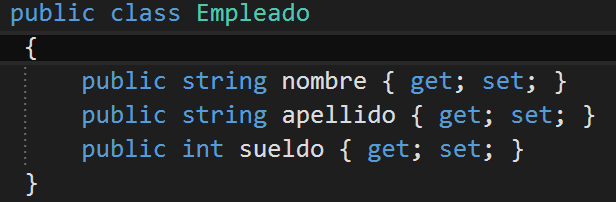 public class Empleado
{
public string nombre { get; set; }
public string apellido { get; set; }
public int sueldo { get; set; }
}